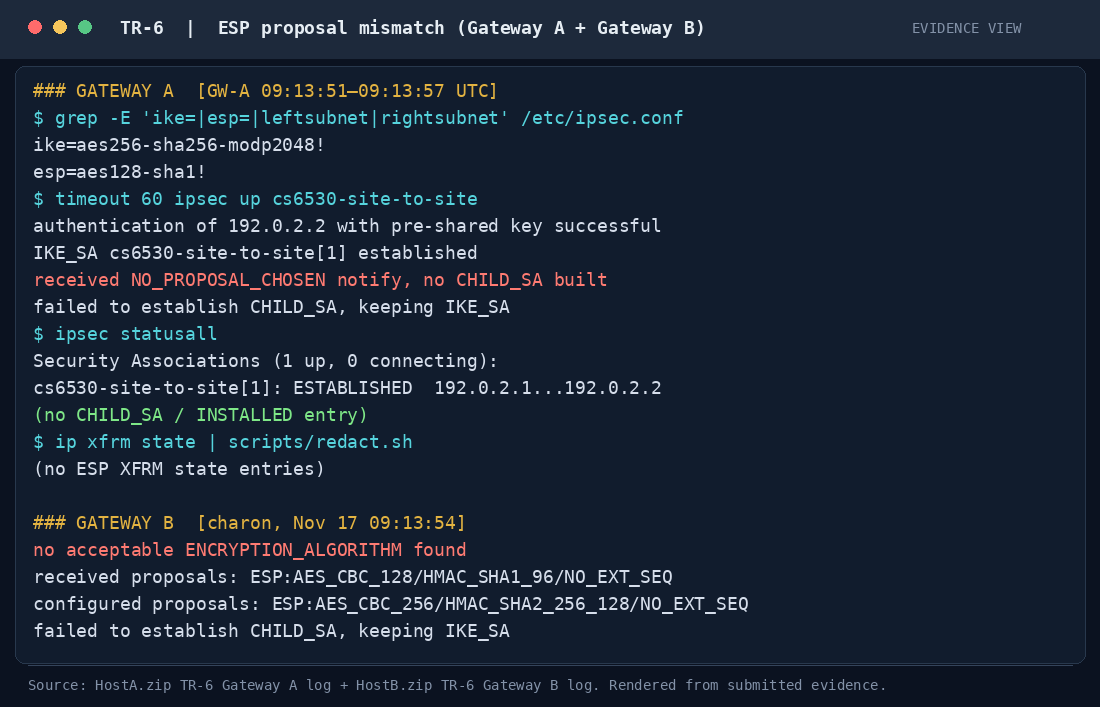 TR-6 | ESP proposal mismatch (Gateway A + Gateway B)
EVIDENCE VIEW
### GATEWAY A [GW-A 09:13:51—09:13:57 UTC]
$ grep -E 'ike=|esp=|leftsubnet|rightsubnet' /etc/ipsec.conf
ike=aes256-sha256-modp2048!
esp=aes128-sha1!
$ timeout 60 ipsec up cs6530-site-to-site
authentication of 192.0.2.2 with pre-shared key successful
IKE_SA cs6530-site-to-site[1] established
received NO_PROPOSAL_CHOSEN notify, no CHILD_SA built
failed to establish CHILD_SA, keeping IKE_SA
$ ipsec statusall
Security Associations (1 up, 0 connecting):
cs6530-site-to-site[1]: ESTABLISHED 192.0.2.1...192.0.2.2
(no CHILD_SA / INSTALLED entry)
$ ip xfrm state | scripts/redact.sh
(no ESP XFRM state entries)
### GATEWAY B [charon, Nov 17 09:13:54]
no acceptable ENCRYPTION_ALGORITHM found
received proposals: ESP:AES_CBC_128/HMAC_SHA1_96/NO_EXT_SEQ
configured proposals: ESP:AES_CBC_256/HMAC_SHA2_256_128/NO_EXT_SEQ
failed to establish CHILD_SA, keeping IKE_SA
Source: HostA.zip TR-6 Gateway A log + HostB.zip TR-6 Gateway B log. Rendered from submitted evidence.